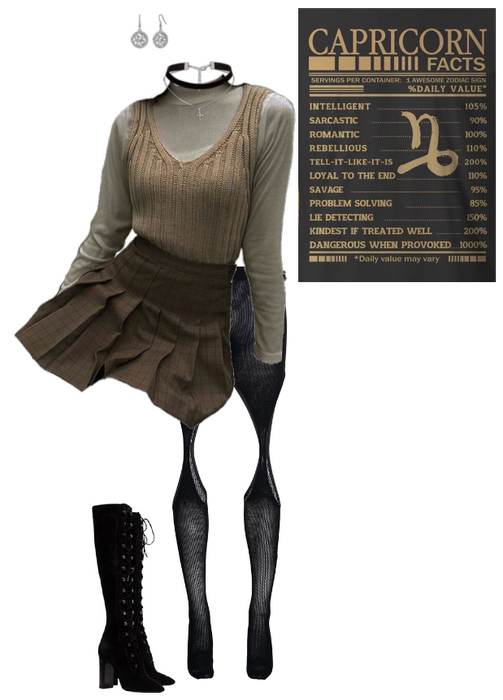 CAPRICORN
FACTS
SERVINGS PER CONTAINER: 1 AWESOME ZODIAC SIGN
%DAILY VALUE*
INTELLIGENT 105%
SARCASTIC 90%
ROMANTIC 100%
REBELLIOUS 110%
TELL-IT-LIKE-IT-IS 200%
LOYAL TO THE END 110%
SAVAGE 95%
PROBLEM SOLVING 85%
LIE DETECTING 150%
KINDEST IF TREATED WELL 200%
DANGEROUS WHEN PROVOKED 1000%
*Daily value may vary